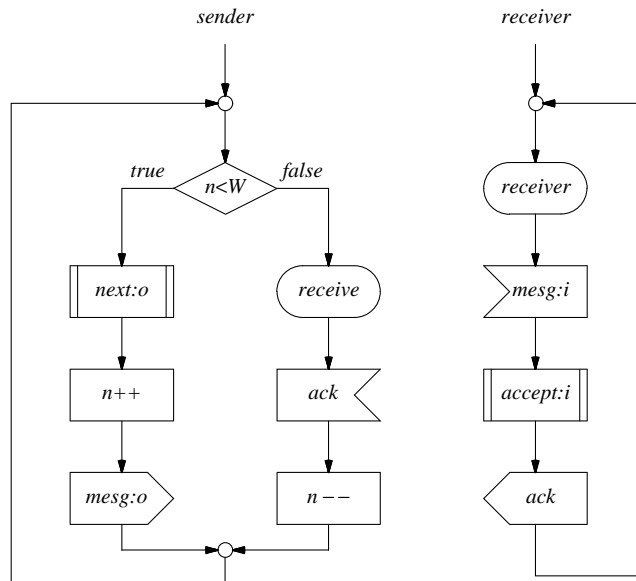 sender
receiver
true
false
n<W
receiver
next:o
receive
mesg:i
n++
ack
accept:i
mesg:o
n--
ack